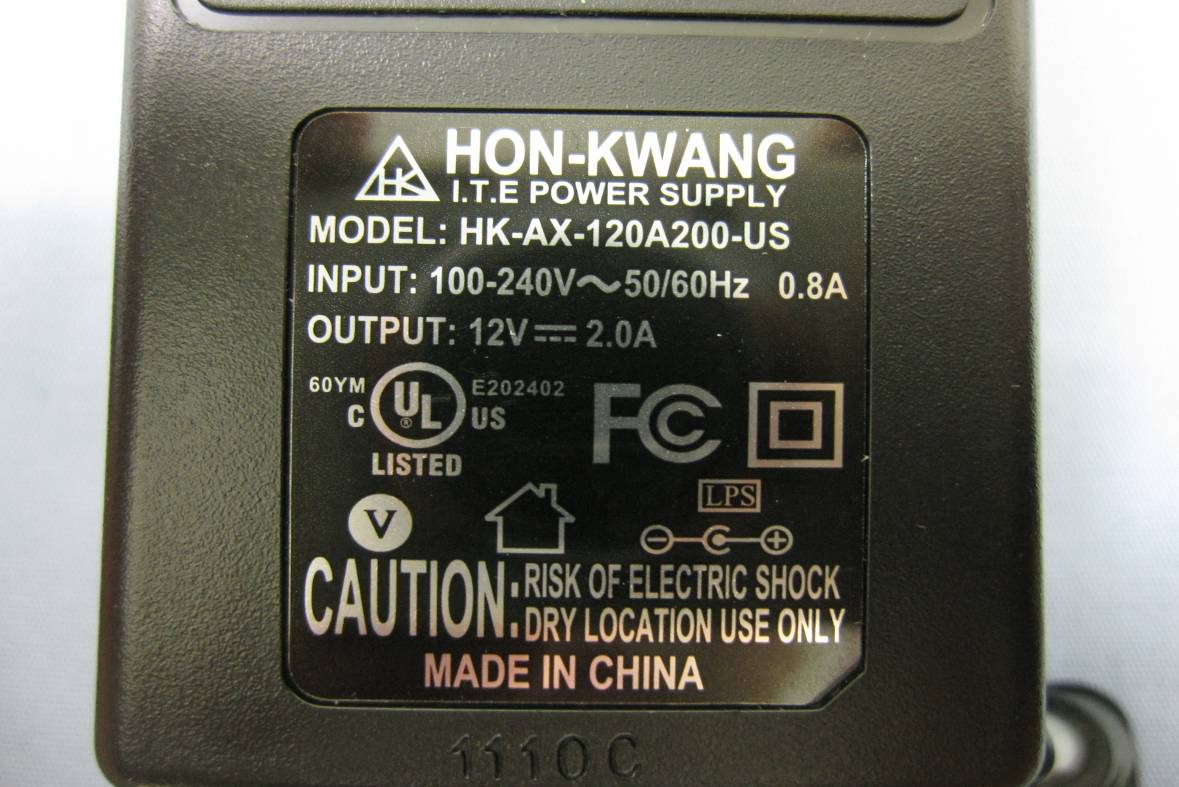 HK HON-KWANG
I.T.E POWER SUPPLY
MODEL: HK-AX-120A200-US
INPUT: 100-240V～50/60Hz 0.8A
OUTPUT: 12V⎓2.0A
60YM E202402
C UL® US
LISTED
FC
V
LPS
CAUTION: RISK OF ELECTRIC SHOCK
DRY LOCATION USE ONLY
MADE IN CHINA
1110C